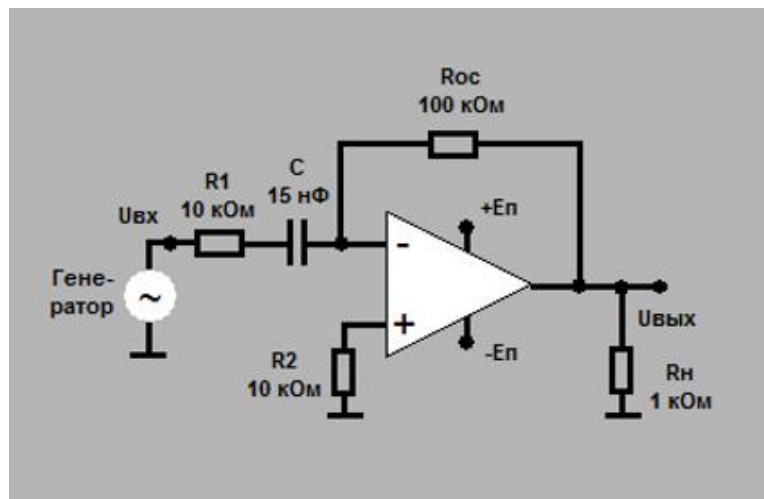 Rос
100 кОм
C
15 нФ
R1
10 кОм
Uвх
+Eп
Гене-
ратор
~
-
+
Uвых
-Eп
R2
10 кОм
Rн
1 кОм